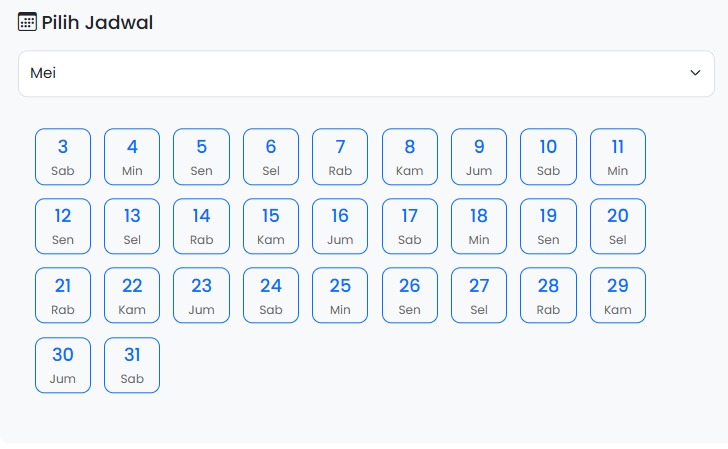 Pilih Jadwal
Mei
3 4 5 6 7 8 9 10 11
Sab Min Sen Sel Rab Kam Jum Sab Min
12 13 14 15 16 17 18 19 20
Sen Sel Rab Kam Jum Sab Min Sen Sel
21 22 23 24 25 26 27 28 29
Rab Kam Jum Sab Min Sen Sel Rab Kam
30 31
Jum Sab